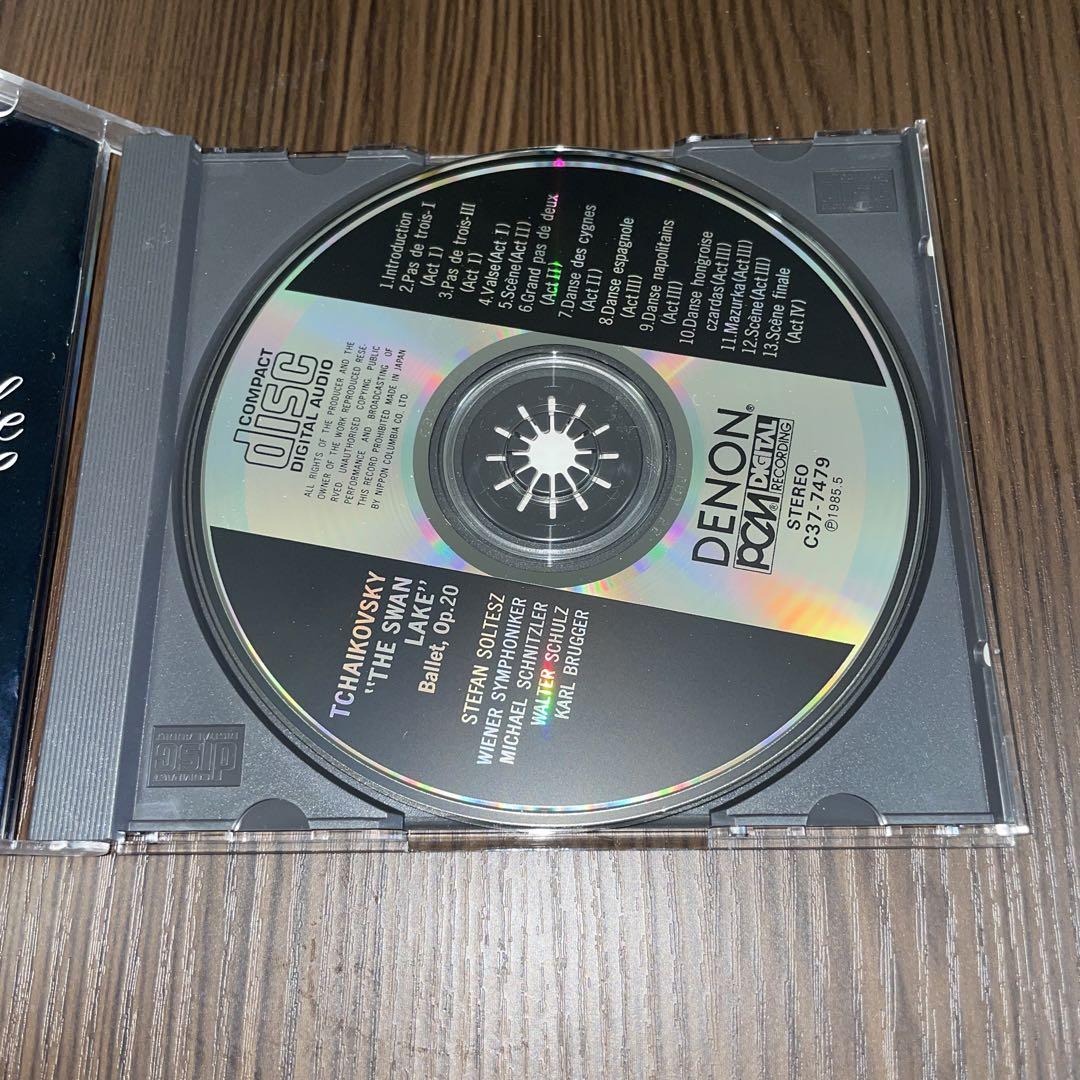 TCHAIKOVSKY
"THE SWAN
LAKE"
Ballet, Op.20
STEFAN SOLTESZ
WIENER SYMPHONIKER
MICHAEL SCHNITZLER
WALTER SCHULZ
KARL BRUGGER
COMPACT
disc
DIGITAL AUDIO
ALL RIGHTS OF THE PRODUCER AND THE
OWNER OF THE WORK REPRODUCED RESE-
RVED UNAUTHORISED COPYING. PUBLIC
PERFORMANCE AND BROADCASTING OF
THIS RECORD PROHIBITED MADE IN JAPAN
BY NIPPON COLUMBIA CO. LTD.
DENON
PCM® DIGITAL
RECORDING
STEREO
C37-7479
℗1985.5
1.Introduction
2.Pas de trois-I
(Act I)
3.Pas de trois-III
(Act I)
4.Valse(Act I)
5.Scène(Act II)
6.Grand pas de deux
(Act II)
7.Danse des cygnes
(Act II)
8.Danse espagnole
(Act III)
9.Danse napolitains
(Act III)
10.Danse hongroise
czardas(Act III)
11.Mazurka(Act III)
12.Scène(Act III)
13.Scène finale
(Act IV)
COMPACT
disc
DIGITAL AUDIO